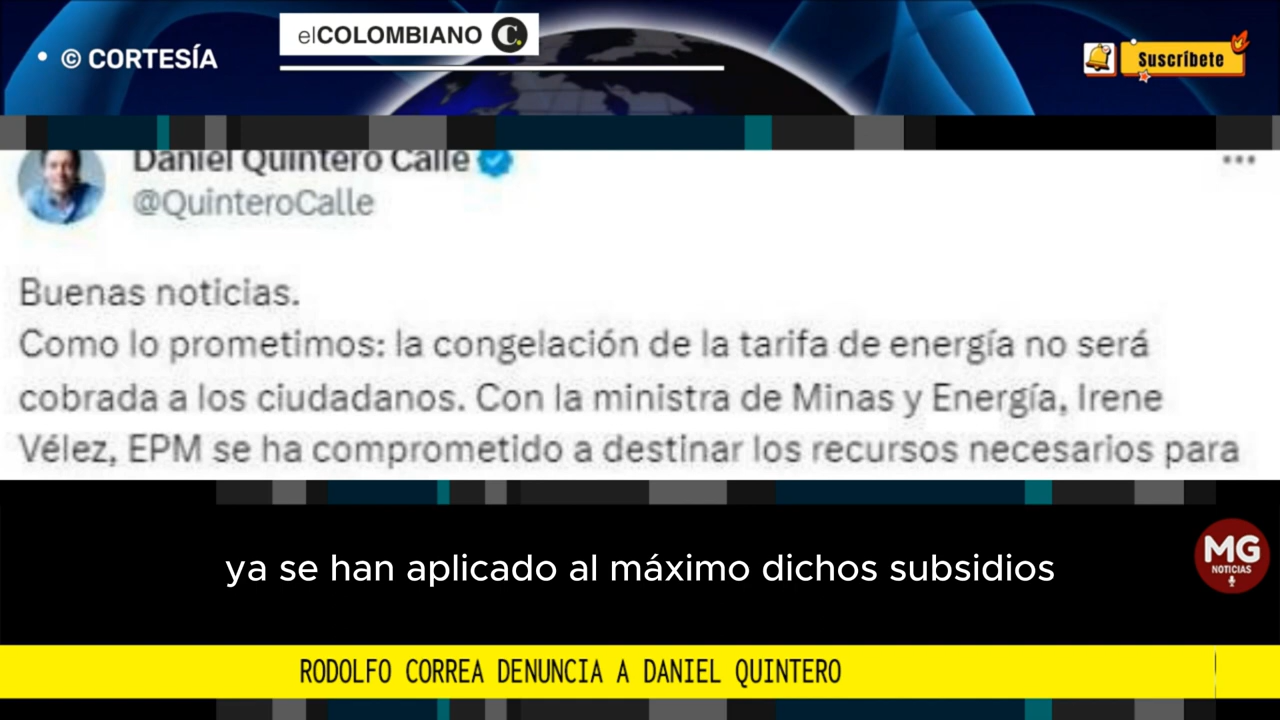 elCOLOMBIANO C.
• © CORTESÍA
Suscríbete
Daniel Quintero Calle
@QuinteroCalle
Buenas noticias.
Como lo prometimos: la congelación de la tarifa de energía no será
cobrada a los ciudadanos. Con la ministra de Minas y Energía, Irene
Vélez, EPM se ha comprometido a destinar los recursos necesarios para
ya se han aplicado al máximo dichos subsidios
MG
NOTICIAS
RODOLFO CORREA DENUNCIA A DANIEL QUINTERO